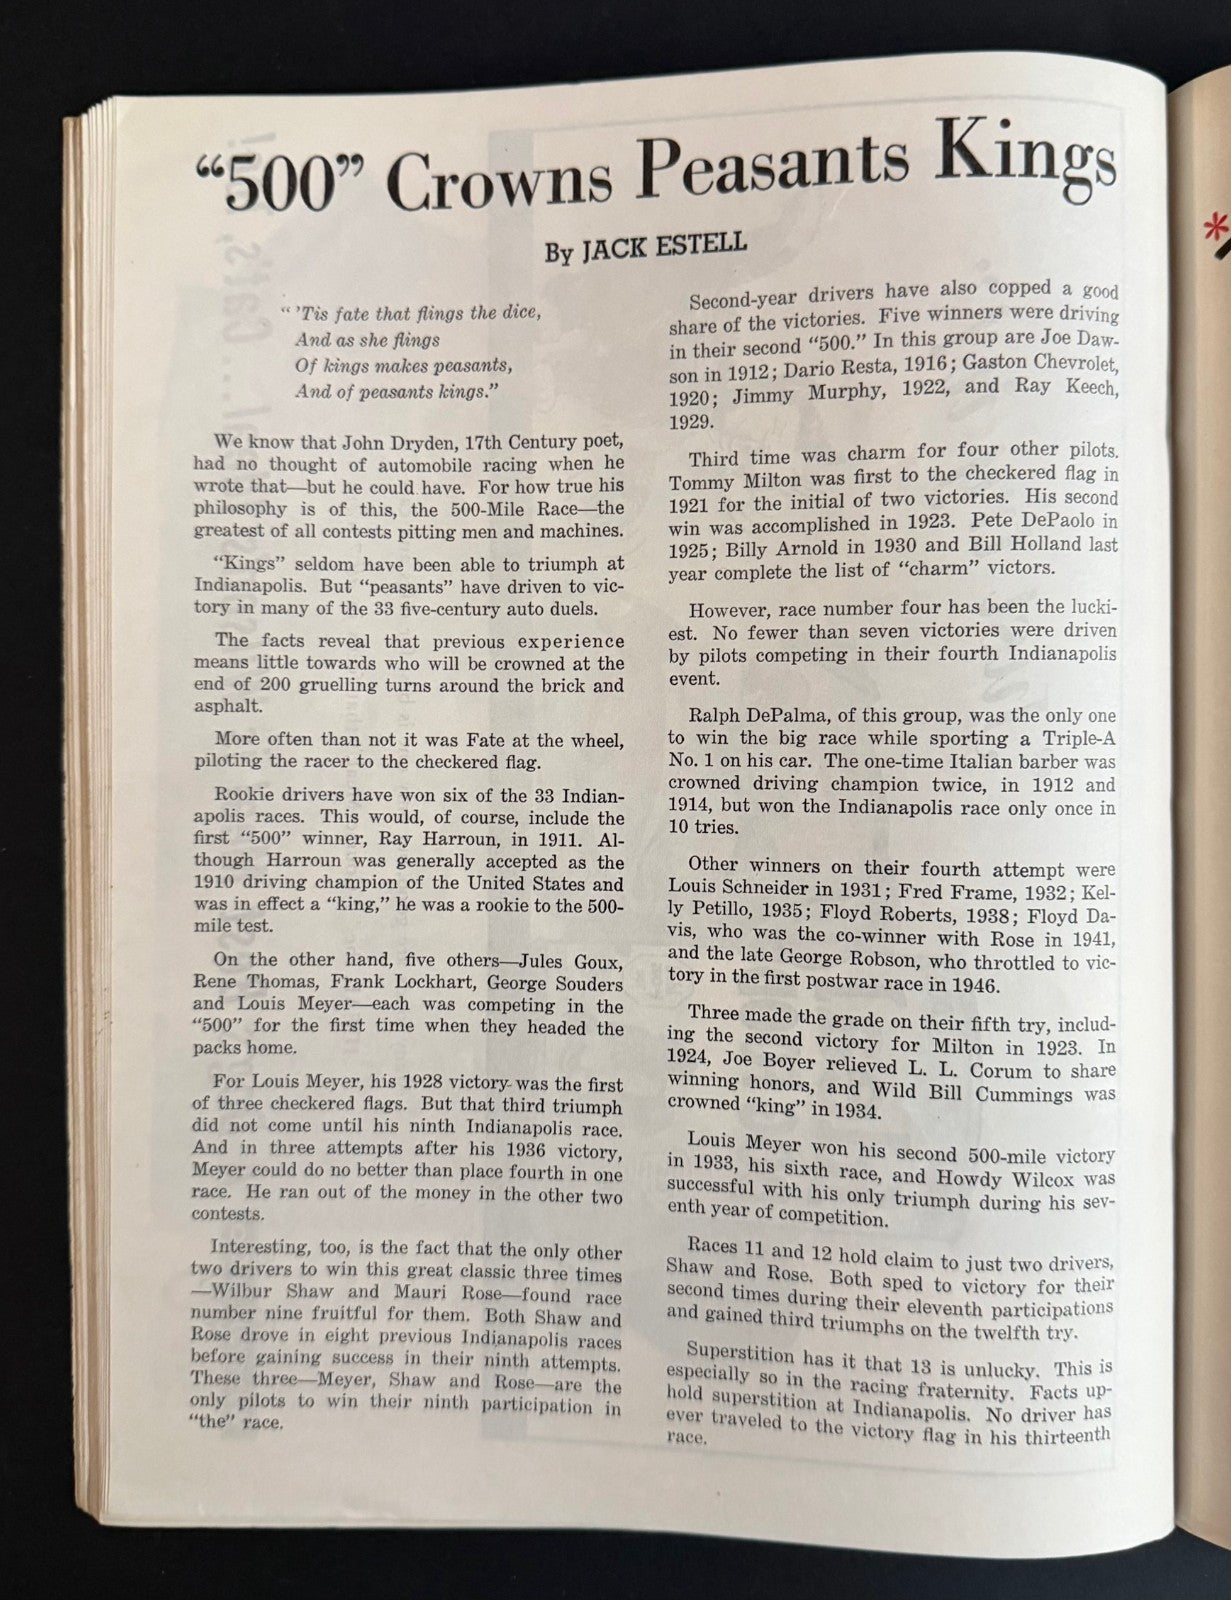 “500” Crowns Peasants Kings
By JACK ESTELL
“ ’Tis fate that flings the dice,
And as she flings
Of kings makes peasants,
And of peasants kings.”
We know that John Dryden, 17th Century poet,
had no thought of automobile racing when he
wrote that—but he could have. For how true his
philosophy is of this, the 500-Mile Race—the
greatest of all contests pitting men and machines.
“Kings” seldom have been able to triumph at
Indianapolis. But “peasants” have driven to vic-
tory in many of the 33 five-century auto duels.
The facts reveal that previous experience
means little towards who will be crowned at the
end of 200 gruelling turns around the brick and
asphalt.
More often than not it was Fate at the wheel,
piloting the racer to the checkered flag.
Rookie drivers have won six of the 33 Indian-
apolis races. This would, of course, include the
first “500” winner, Ray Harroun, in 1911. Al-
though Harroun was generally accepted as the
1910 driving champion of the United States and
was in effect a “king,” he was a rookie to the 500-
mile test.
On the other hand, five others—Jules Goux,
Rene Thomas, Frank Lockhart, George Souders
and Louis Meyer—each was competing in the
“500” for the first time when they headed the
packs home.
For Louis Meyer, his 1928 victory was the first
of three checkered flags. But that third triumph
did not come until his ninth Indianapolis race.
And in three attempts after his 1936 victory,
Meyer could do no better than place fourth in one
race. He ran out of the money in the other two
contests.
Interesting, too, is the fact that the only other
two drivers to win this great classic three times
—Wilbur Shaw and Mauri Rose—found race
number nine fruitful for them. Both Shaw and
Rose drove in eight previous Indianapolis races
before gaining success in their ninth attempts.
These three—Meyer, Shaw and Rose—are the
only pilots to win their ninth participation in
“the” race.
Second-year drivers have also copped a good
share of the victories. Five winners were driving
in their second “500.” In this group are Joe Daw-
son in 1912; Dario Resta, 1916; Gaston Chevrolet,
1920; Jimmy Murphy, 1922, and Ray Keech,
1929.
Third time was charm for four other pilots.
Tommy Milton was first to the checkered flag in
1921 for the initial of two victories. His second
win was accomplished in 1923. Pete DePaolo in
1925; Billy Arnold in 1930 and Bill Holland last
year complete the list of “charm” victors.
However, race number four has been the lucki-
est. No fewer than seven victories were driven
by pilots competing in their fourth Indianapolis
event.
Ralph DePalma, of this group, was the only one
to win the big race while sporting a Triple-A
No. 1 on his car. The one-time Italian barber was
crowned driving champion twice, in 1912 and
1914, but won the Indianapolis race only once in
10 tries.
Other winners on their fourth attempt were
Louis Schneider in 1931; Fred Frame, 1932; Kel-
ly Petillo, 1935; Floyd Roberts, 1938; Floyd Da-
vis, who was the co-winner with Rose in 1941,
and the late George Robson, who throttled to vic-
tory in the first postwar race in 1946.
Three made the grade on their fifth try, includ-
ing the second victory for Milton in 1923. In
1924, Joe Boyer relieved L. L. Corum to share
winning honors, and Wild Bill Cummings was
crowned “king” in 1934.
Louis Meyer won his second 500-mile victory
in 1933, his sixth race, and Howdy Wilcox was
successful with his only triumph during his sev-
enth year of competition.
Races 11 and 12 hold claim to just two drivers,
Shaw and Rose. Both sped to victory for their
second times during their eleventh participations
and gained third triumphs on the twelfth try.
Superstition has it that 13 is unlucky. This is
especially so in the racing fraternity. Facts up-
hold superstition at Indianapolis. No driver has
ever traveled to the victory flag in his thirteenth
race.